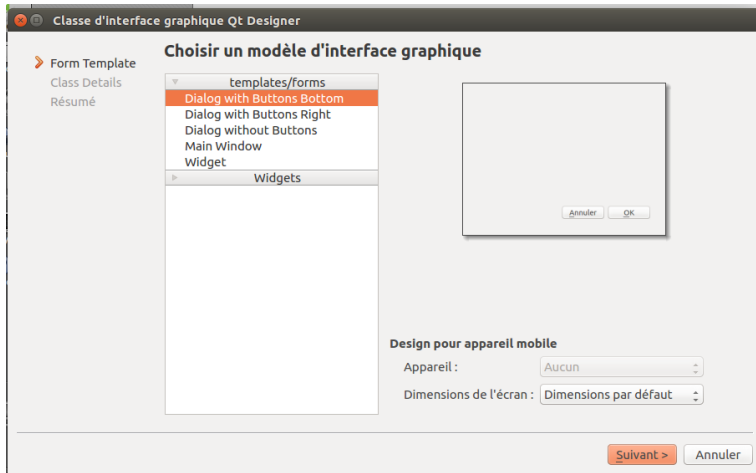 Classe d'interface graphique Qt Designer
Form Template
Class Details
Résumé
Choisir un modèle d'interface graphique
templates/forms
Dialog with Buttons Bottom
Dialog with Buttons Right
Dialog without Buttons
Main Window
Widget
Widgets
Annuler OK
Design pour appareil mobile
Appareil : Aucun
Dimensions de l'écran : Dimensions par défaut
Suivant > Annuler